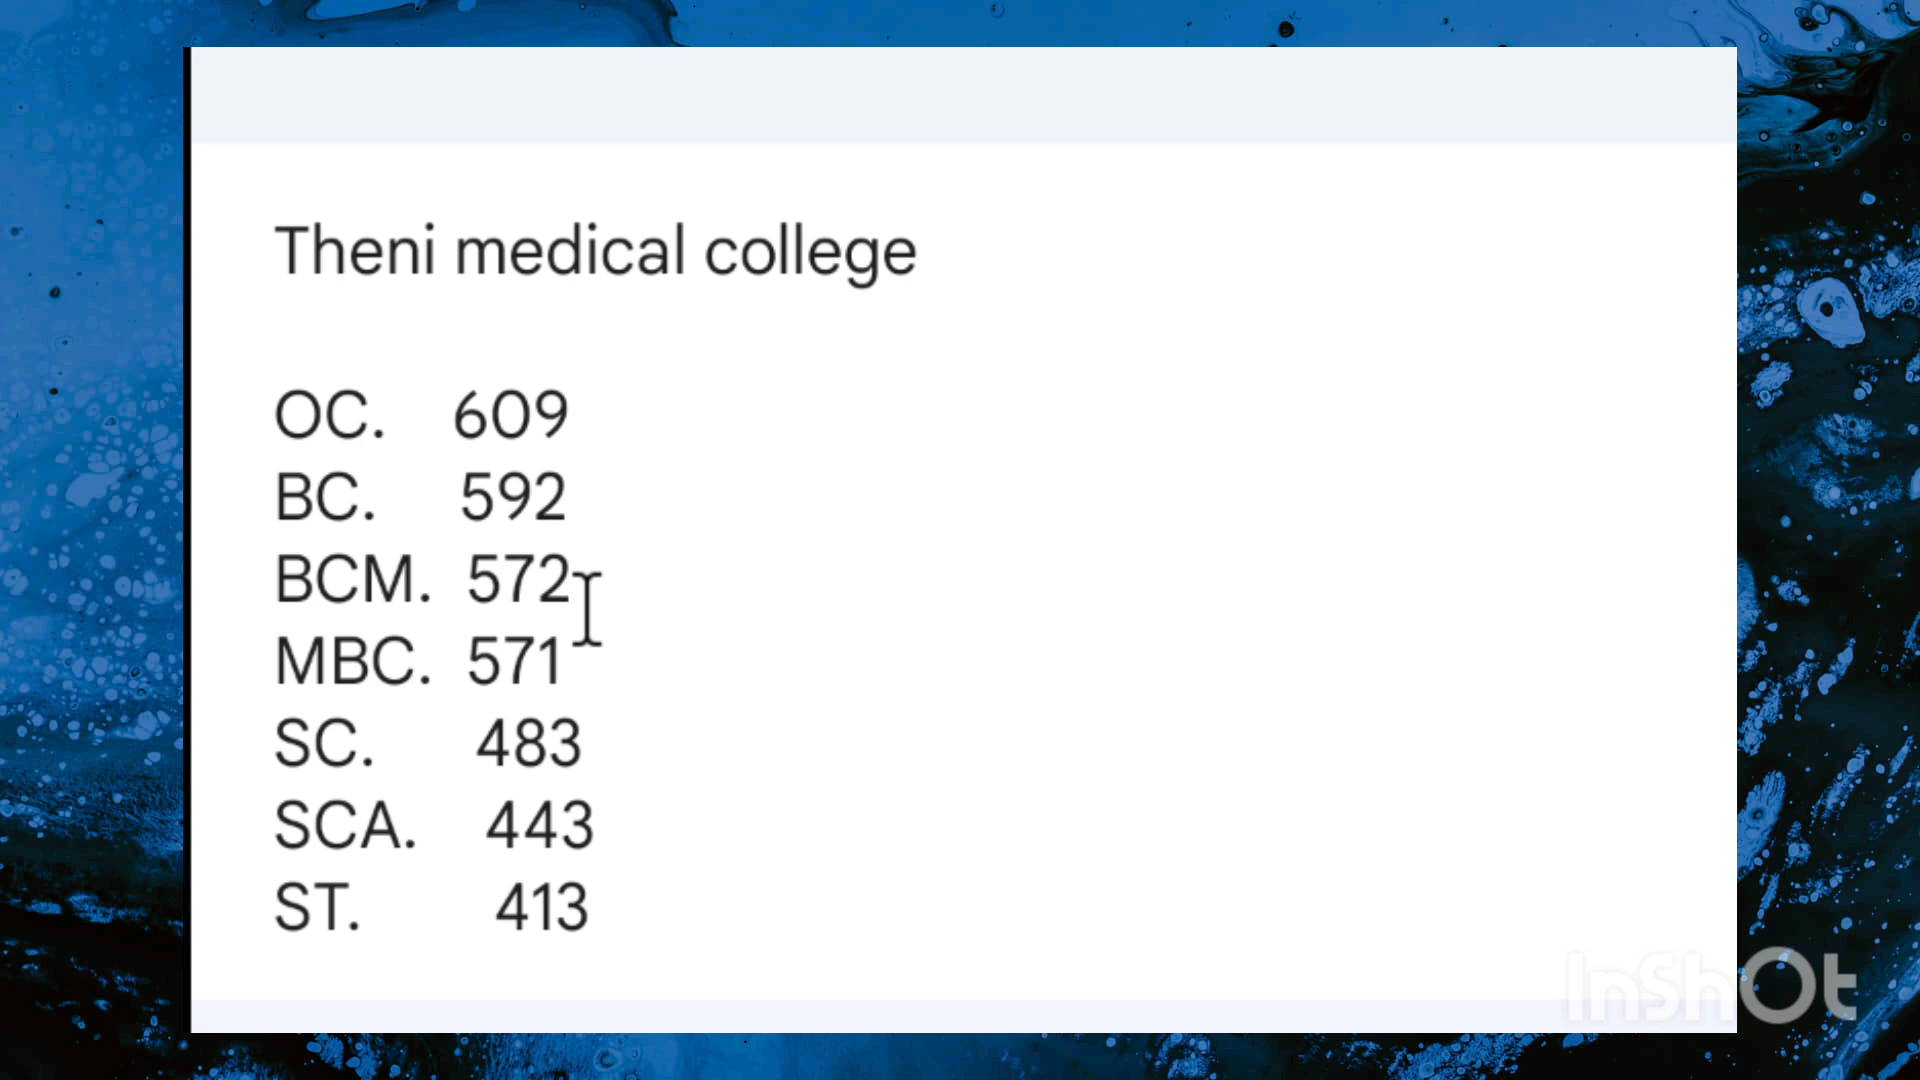 Theni medical college
OC. 609
BC. 592
BCM. 572
MBC. 571
SC. 483
SCA. 443
ST. 413
InShOt